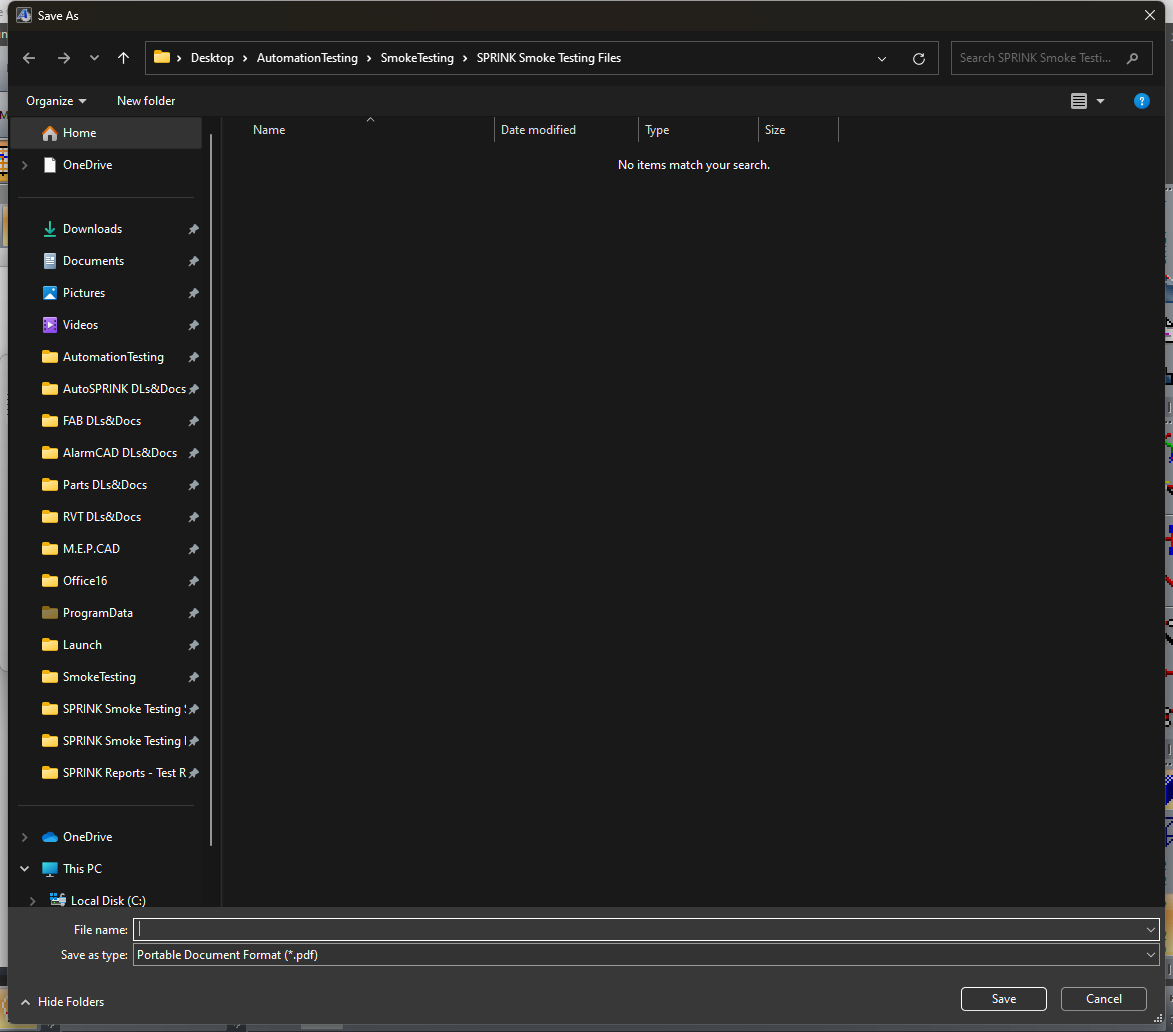 Save As
Desktop > AutomationTesting > SmokeTesting > SPRINK Smoke Testing Files
Search SPRINK Smoke Testi...
Organize
New folder
Name
Date modified
Type
Size
No items match your search.
Home
OneDrive
Downloads
Documents
Pictures
Videos
AutomationTesting
AutoSPRINK DLs&Docs
FAB DLs&Docs
AlarmCAD DLs&Docs
Parts DLs&Docs
RVT DLs&Docs
M.E.P.CAD
Office16
ProgramData
Launch
SmokeTesting
SPRINK Smoke Testing
SPRINK Smoke Testing
SPRINK Reports - Test R
OneDrive
This PC
Local Disk (C:)
File name:
Save as type: Portable Document Format (*.pdf)
Hide Folders
Save
Cancel